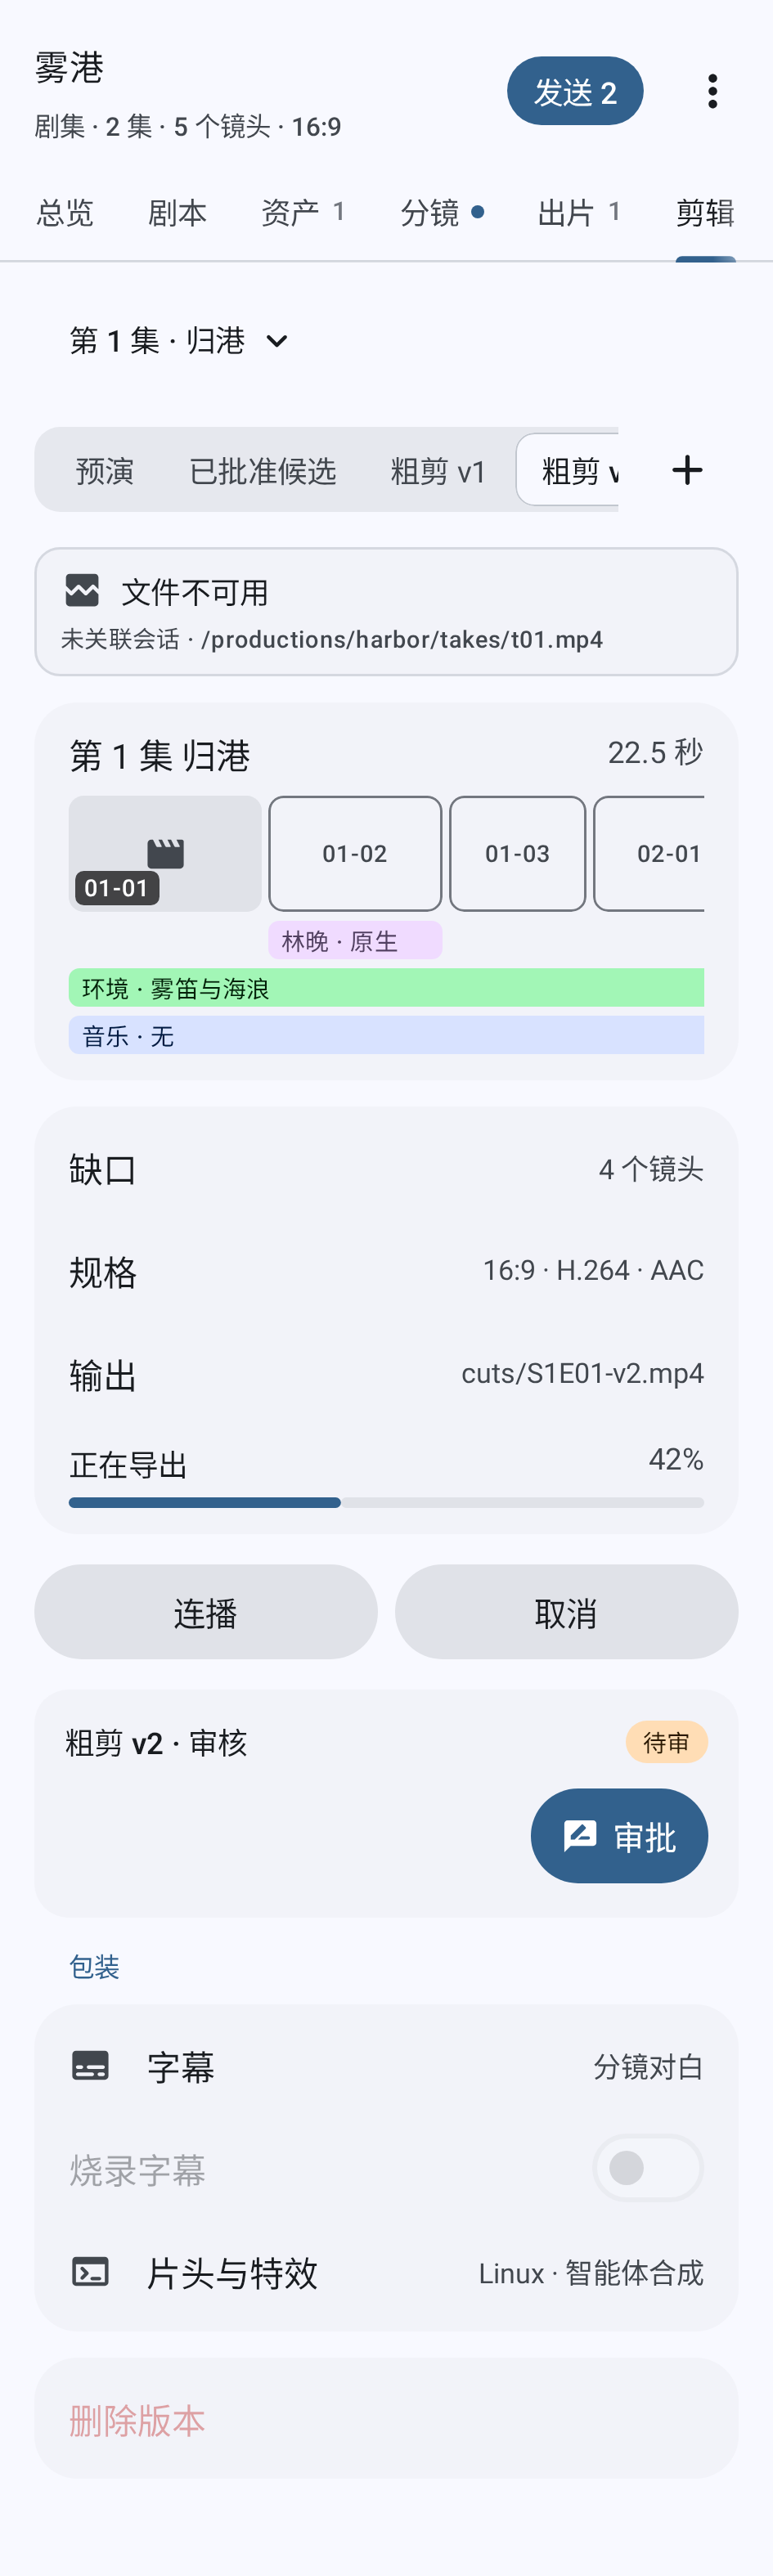 雾港
发送 2
剧集 · 2 集 · 5 个镜头 · 16:9
总览 剧本 资产 1 分镜 出片 1 剪辑
第 1 集 · 归港
预演 已批准候选 粗剪 v1 粗剪 v
文件不可用
未关联会话 · /productions/harbor/takes/t01.mp4
第 1 集 归港 22.5 秒
01-01 01-02 01-03 02-01
林晚 · 原生
环境 · 雾笛与海浪
音乐 · 无
缺口 4 个镜头
规格 16:9 · H.264 · AAC
输出 cuts/S1E01-v2.mp4
正在导出 42%
连播 取消
粗剪 v2 · 审核 待审
审批
包装
字幕 分镜对白
烧录字幕
片头与特效 Linux · 智能体合成
删除版本